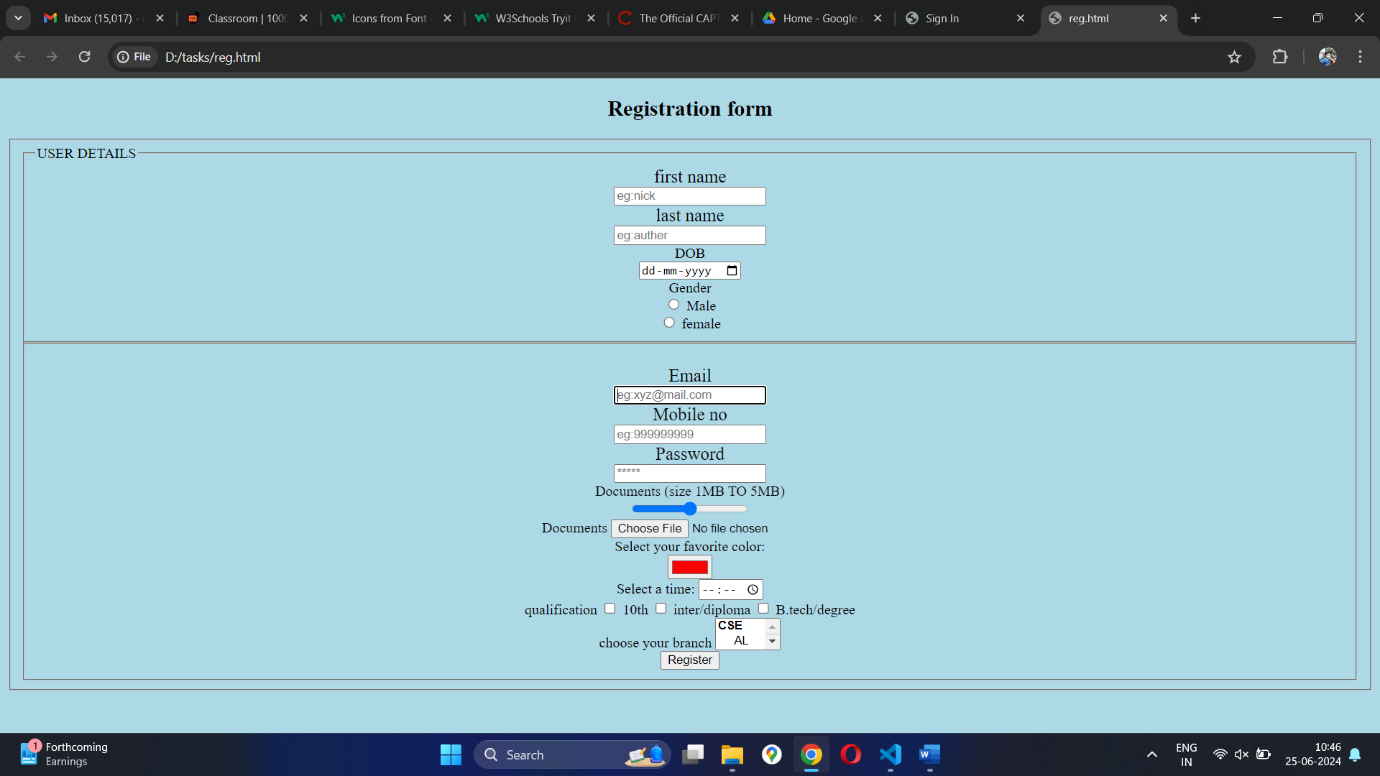 Inbox (15,017) -
Classroom | 100
Icons from Font
W3Schools Tryit
The Official CAPT
Home - Google
Sign In
reg.html
File
D:/tasks/reg.html
Registration form
USER DETAILS
first name
eg:nick
last name
eg:auther
DOB
dd-mm-yyyy
Gender
Male
female
Email
eg:xyz@mail.com
Mobile no
eg:999999999
Password
*****
Documents (size 1MB TO 5MB)
Documents Choose File No file chosen
Select your favorite color:
Select a time: --:--
qualification 10th inter/diploma B.tech/degree
CSE
AL
choose your branch
Register
1
Forthcoming
Earnings
Search
ENG
IN
10:46
25-06-2024